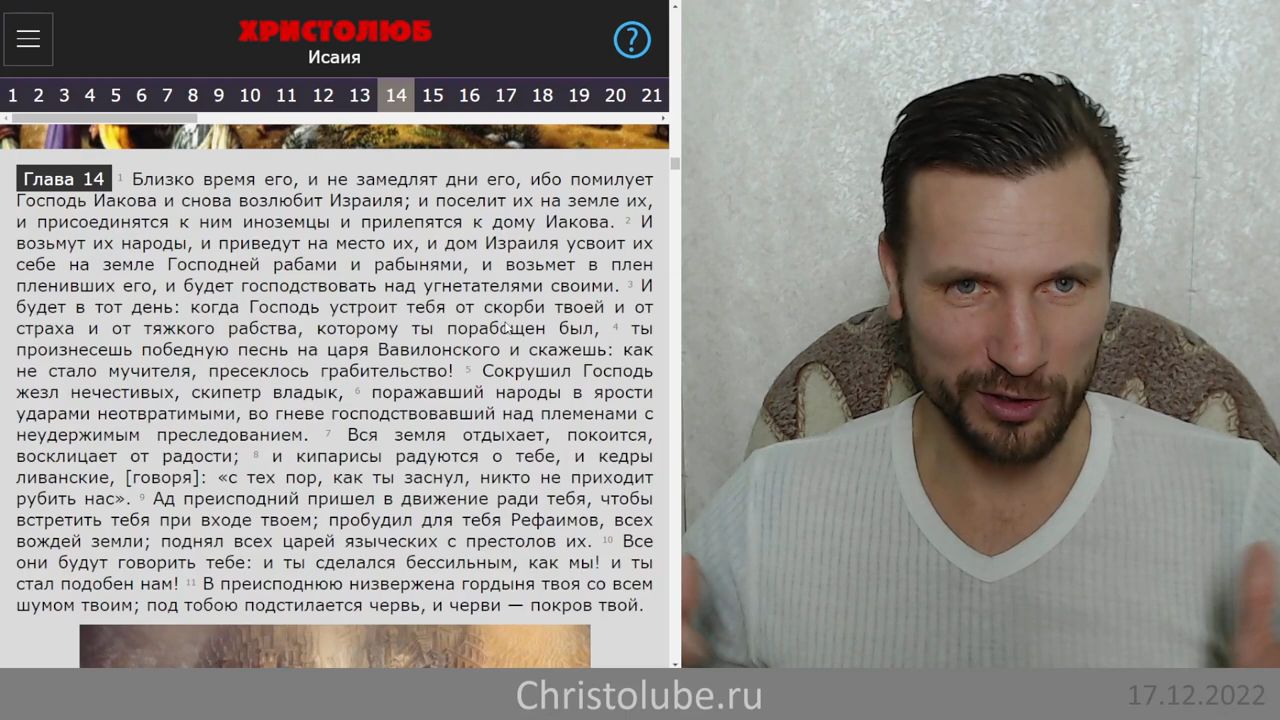 ХРИСТОЛЮБ
Исаия
?
1 2 3 4 5 6 7 8 9 10 11 12 13 14 15 16 17 18 19 20 21
Глава 14 1 Близко время его, и не замедлят дни его, ибо помилует
Господь Иакова и снова возлюбит Израиля; и поселит их на земле их,
и присоединятся к ним иноземцы и прилепятся к дому Иакова. 2 И
возьмут их народы, и приведут на место их, и дом Израиля усвоит их
себе на земле Господней рабами и рабынями, и возьмет в плен
пленивших его, и будет господствовать над угнетателями своими. 3 И
будет в тот день: когда Господь устроит тебя от скорби твоей и от
страха и от тяжкого рабства, которому ты порабощен был, 4 ты
произнесешь победную песнь на царя Вавилонского и скажешь: как
не стало мучителя, пресеклось грабительство! 5 Сокрушил Господь
жезл нечестивых, скипетр владык, 6 поражавший народы в ярости
ударами неотвратимыми, во гневе господствовавший над племенами с
неудержимым преследованием. 7 Вся земля отдыхает, покоится,
восклицает от радости; 8 и кипарисы радуются о тебе, и кедры
ливанские, [говоря]: «с тех пор, как ты заснул, никто не приходит
рубить нас». 9 Ад преисподний пришел в движение ради тебя, чтобы
встретить тебя при входе твоем; пробудил для тебя Рефаимов, всех
вождей земли; поднял всех царей языческих с престолов их. 10 Все
они будут говорить тебе: и ты сделался бессильным, как мы! и ты
стал подобен нам! 11 В преисподнюю низвержена гордыня твоя со всем
шумом твоим; под тобою подстилается червь, и черви — покров твой.
Christolube.ru
17.12.2022